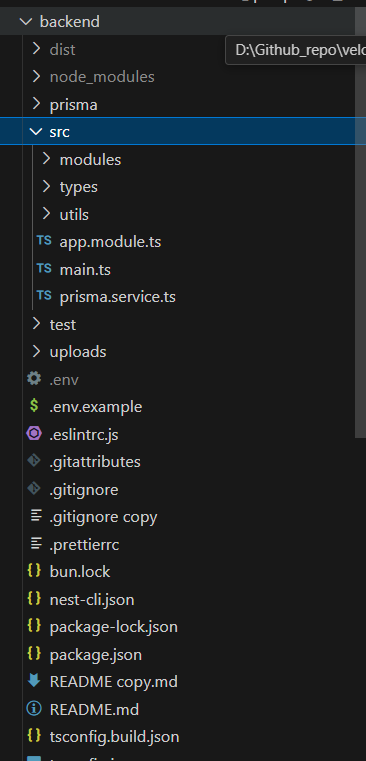 backend
dist
D:\Github_repo\velo
node_modules
prisma
src
modules
types
utils
TS app.module.ts
TS main.ts
TS prisma.service.ts
test
uploads
.env
$ .env.example
.eslintrc.js
.gitattributes
.gitignore
.gitignore copy
.prettierrc
{} bun.lock
{} nest-cli.json
{} package-lock.json
{} package.json
README copy.md
README.md
{} tsconfig.build.json